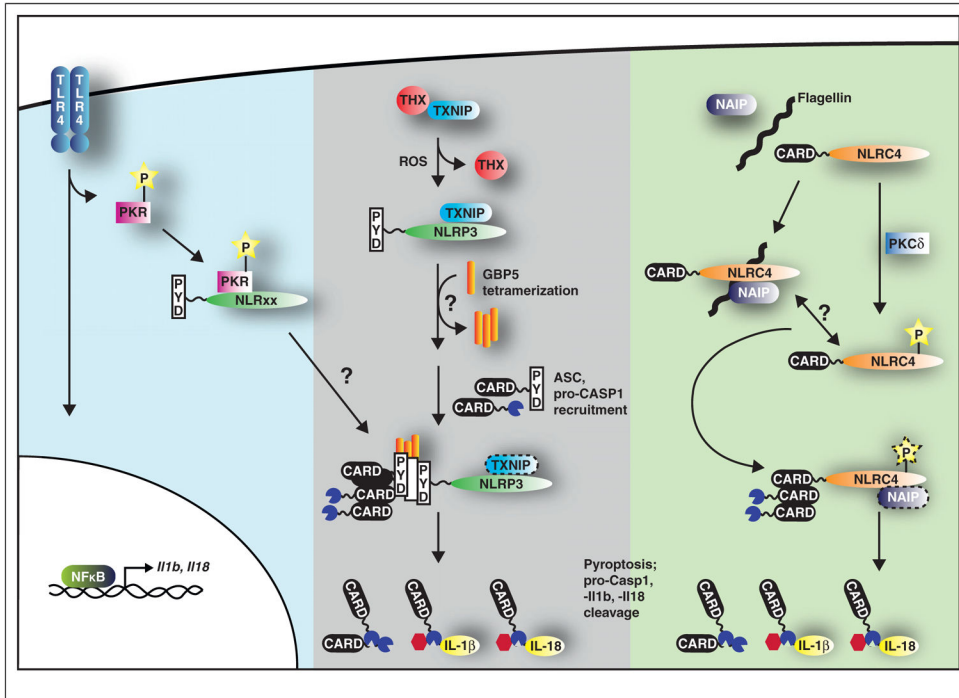 TLR4
TLR4
P
PKR
P
PKR
PYD
NLRxx
?
NFκB
Il1b, Il18
THX
TXNIP
ROS
THX
PYD
TXNIP
NLRP3
GBP5
tetramerization
?
CARD
PYD
CARD
ASC,
pro-CASP1
recruitment
CARD
CARD
CARD
PYD
PYD
TXNIP
NLRP3
CARD
CARD
CARD
IL-1β
CARD
IL-18
Pyroptosis;
pro-Casp1,
-Il1b, -Il18
cleavage
NAIP
Flagellin
CARD
NLRC4
PKCδ
CARD
NLRC4
NAIP
?
P
CARD
NLRC4
P
CARD
CARD
CARD
NLRC4
NAIP
CARD
CARD
CARD
IL-1β
CARD
IL-18